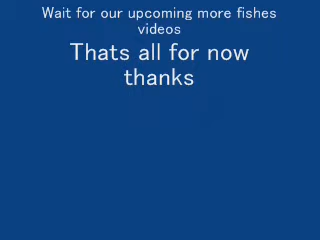 Wait for our upcoming more fishes
videos
Thats all for now
thanks